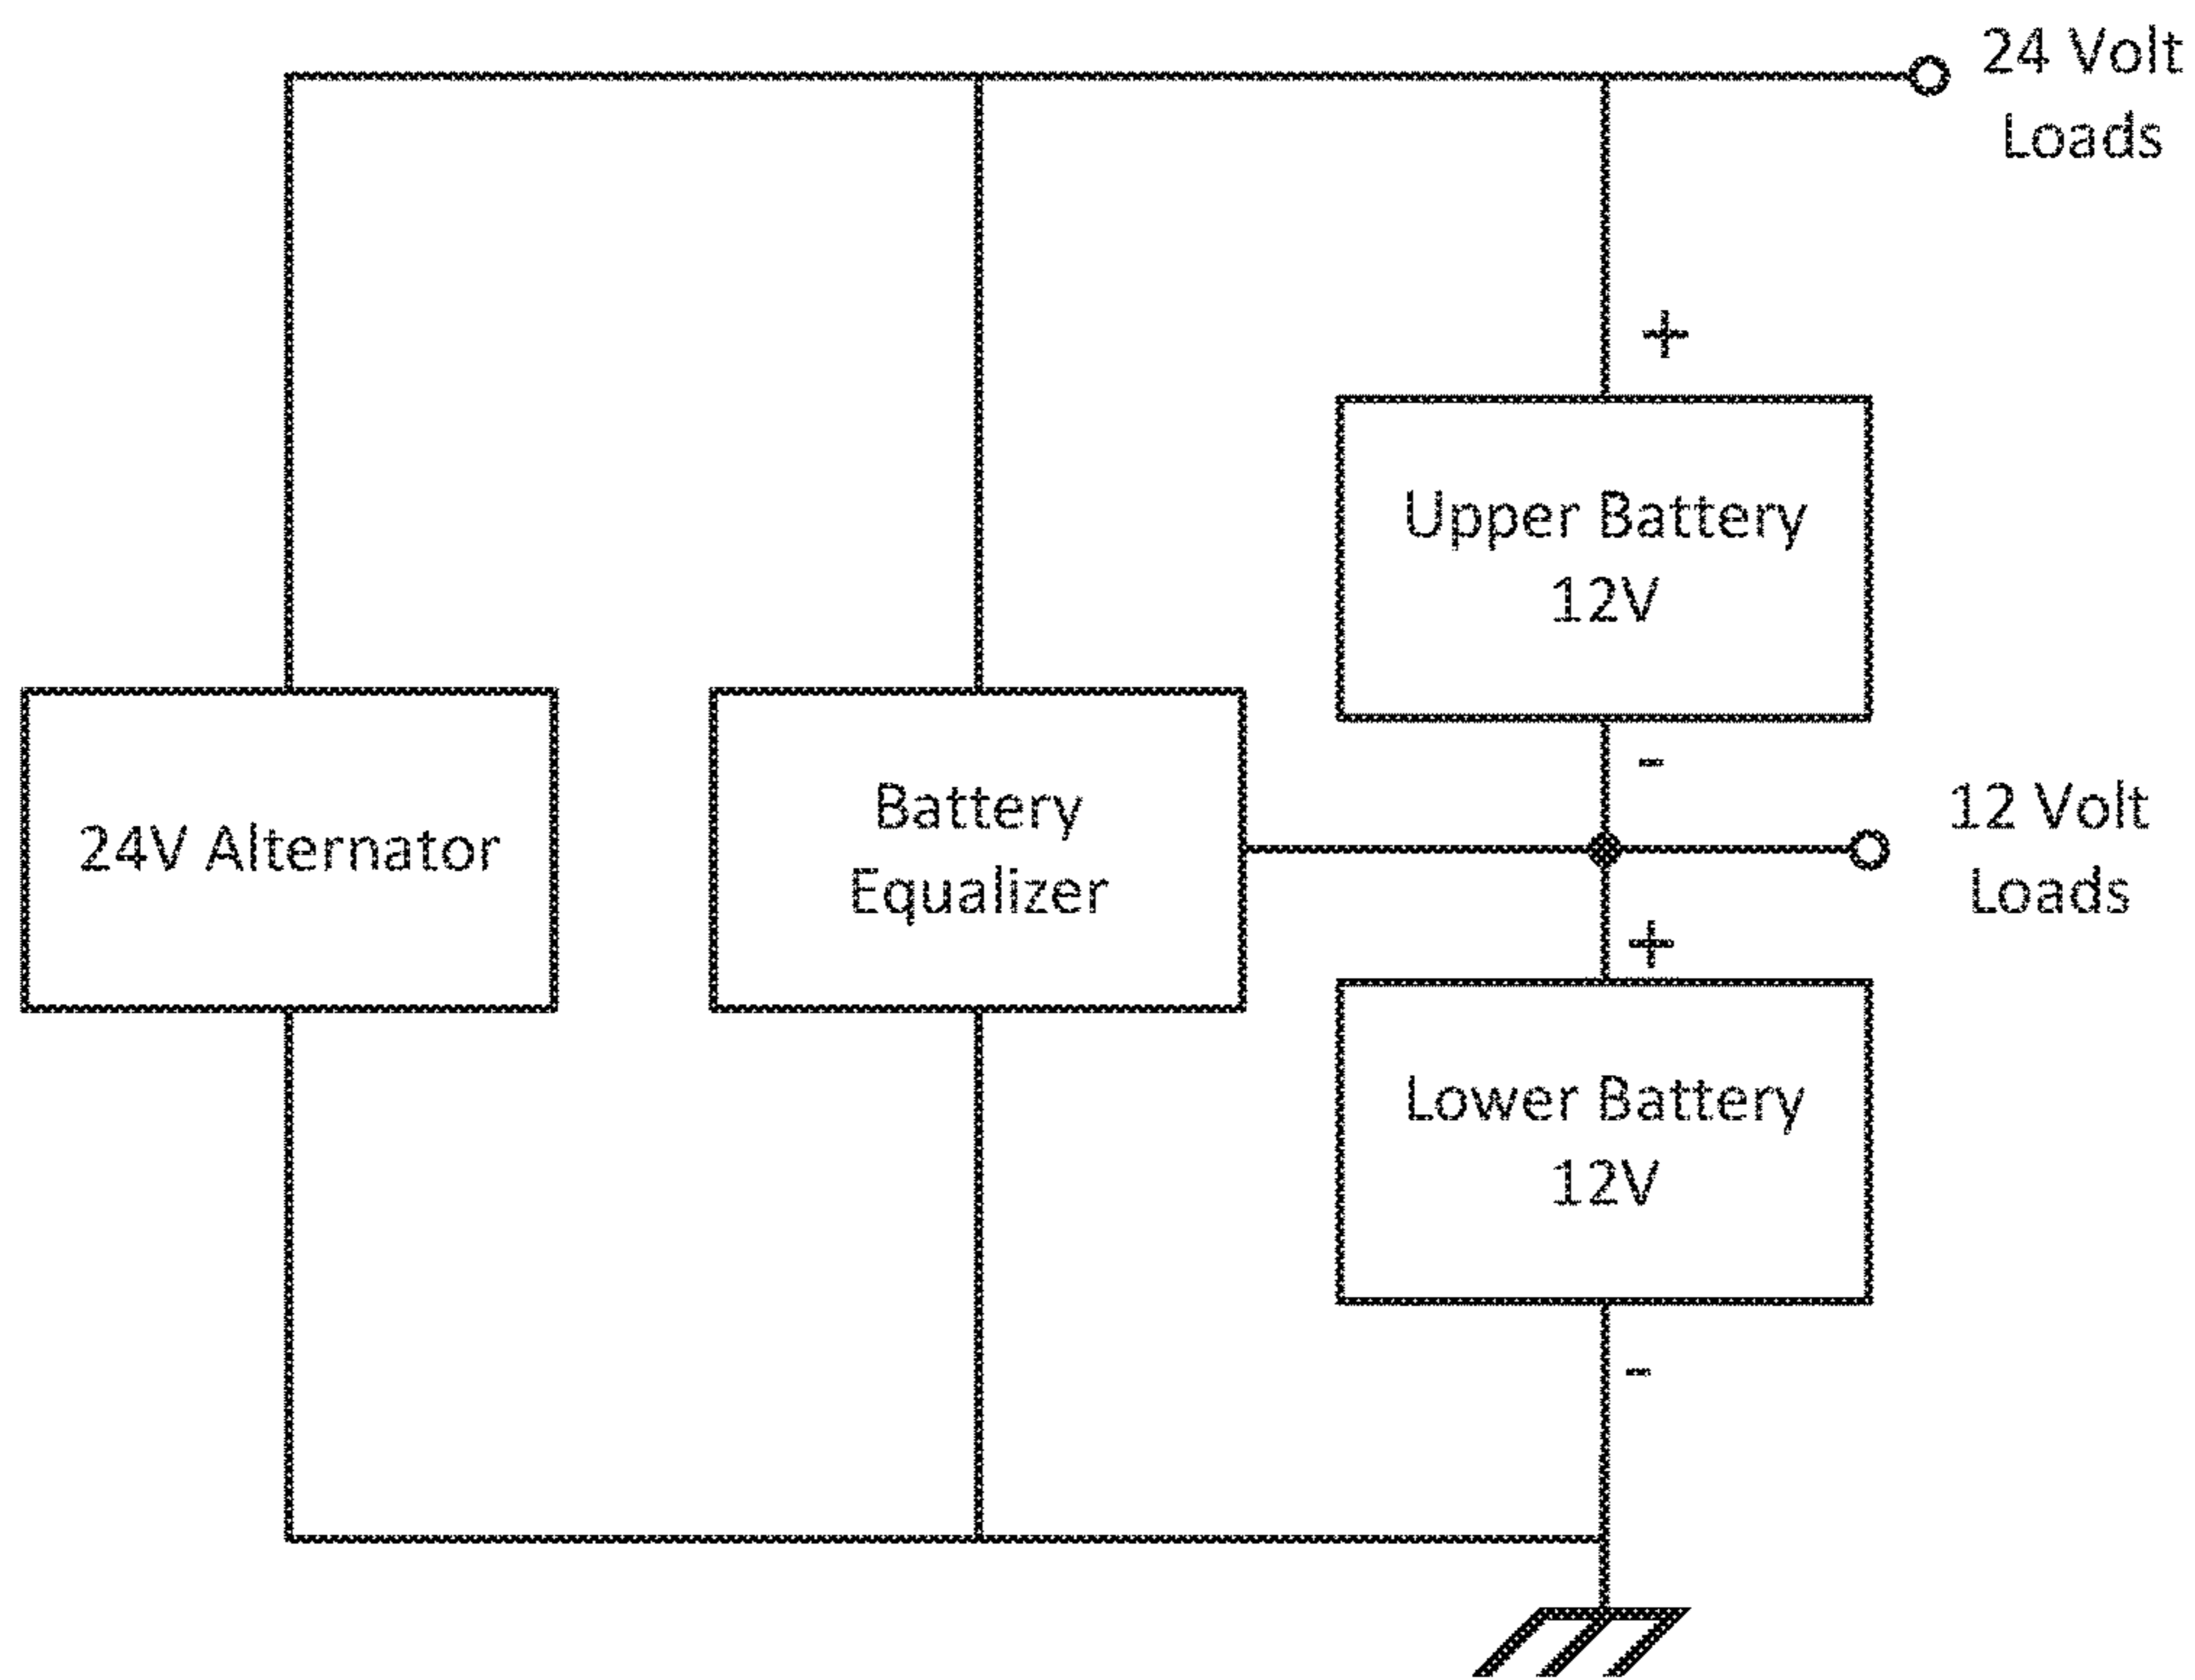 24 Volt
Loads
+
Upper Battery
12V
-
24V Alternator
Battery
Equalizer
12 Volt
Loads
+
Lower Battery
12V
-